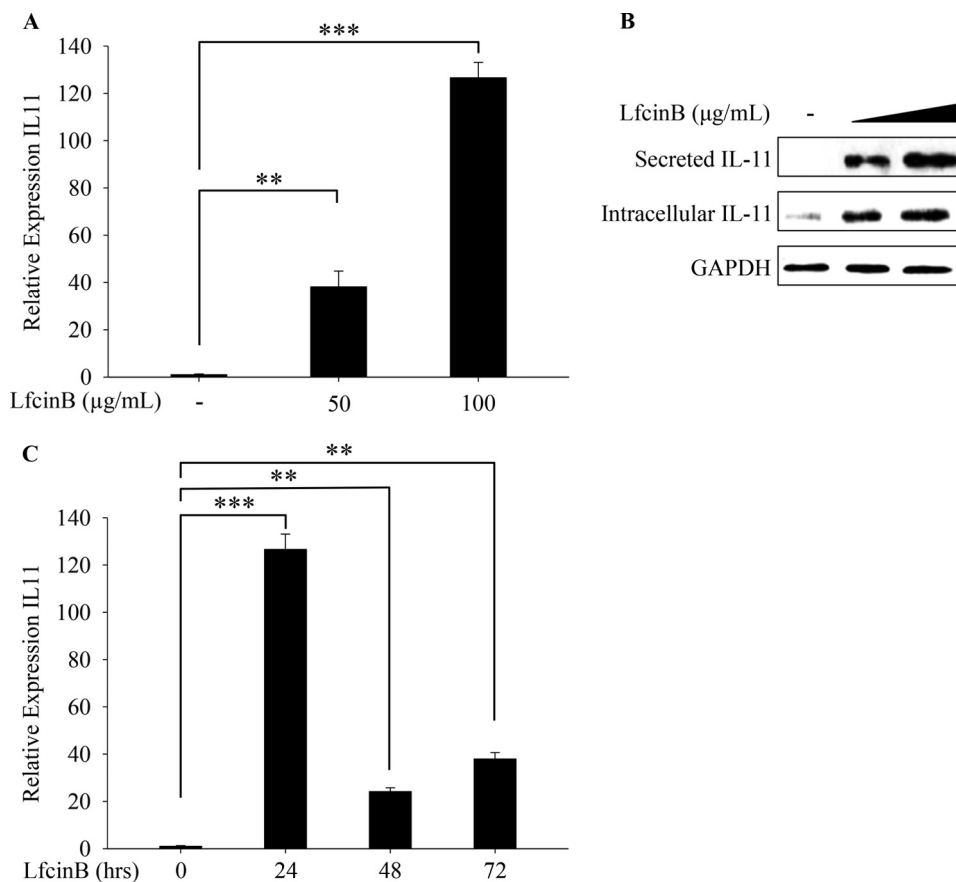 A
***
**
140
120
100
80
60
40
20
0
Relative Expression IL11
LfcinB (µg/mL) - 50 100
B
LfcinB (µg/mL) -
Secreted IL-11
Intracellular IL-11
GAPDH
C
**
**
***
140
120
100
80
60
40
20
0
Relative Expression IL11
LfcinB (hrs) 0 24 48 72